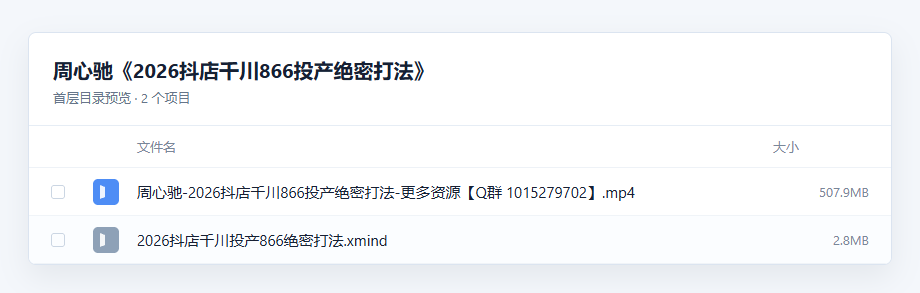 周心驰《2026抖店千川866投产绝密打法》
首层目录预览 · 2 个项目
文件名 大小
周心驰-2026抖店千川866投产绝密打法-更多资源【Q群 1015279702】.mp4 507.9MB
2026抖店千川投产866绝密打法.xmind 2.8MB